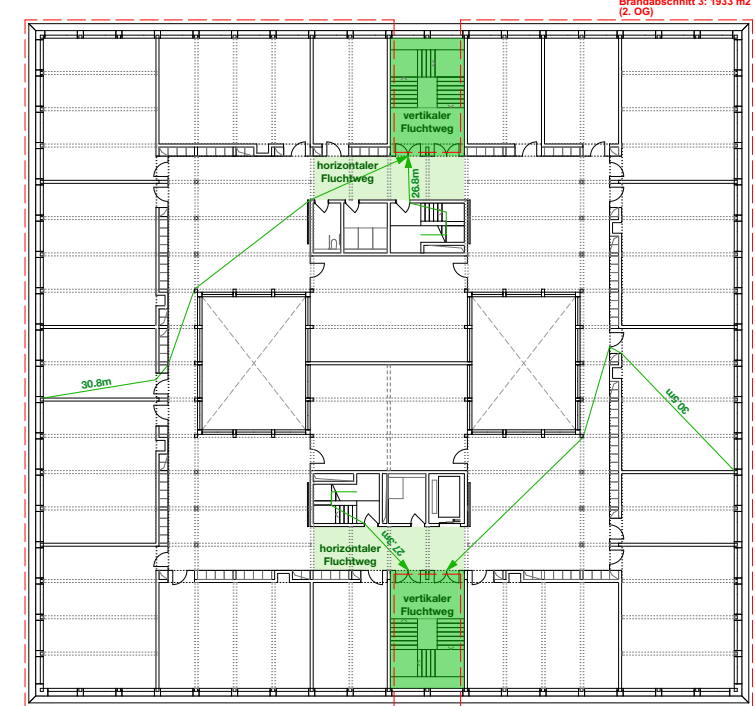 Brandabschnitt 3: 1933 m2
(2. OG)
vertikaler
Fluchtweg
horizontaler
Fluchtweg
26.8m
30.8m
30.5m
27.3m
horizontaler
Fluchtweg
vertikaler
Fluchtweg